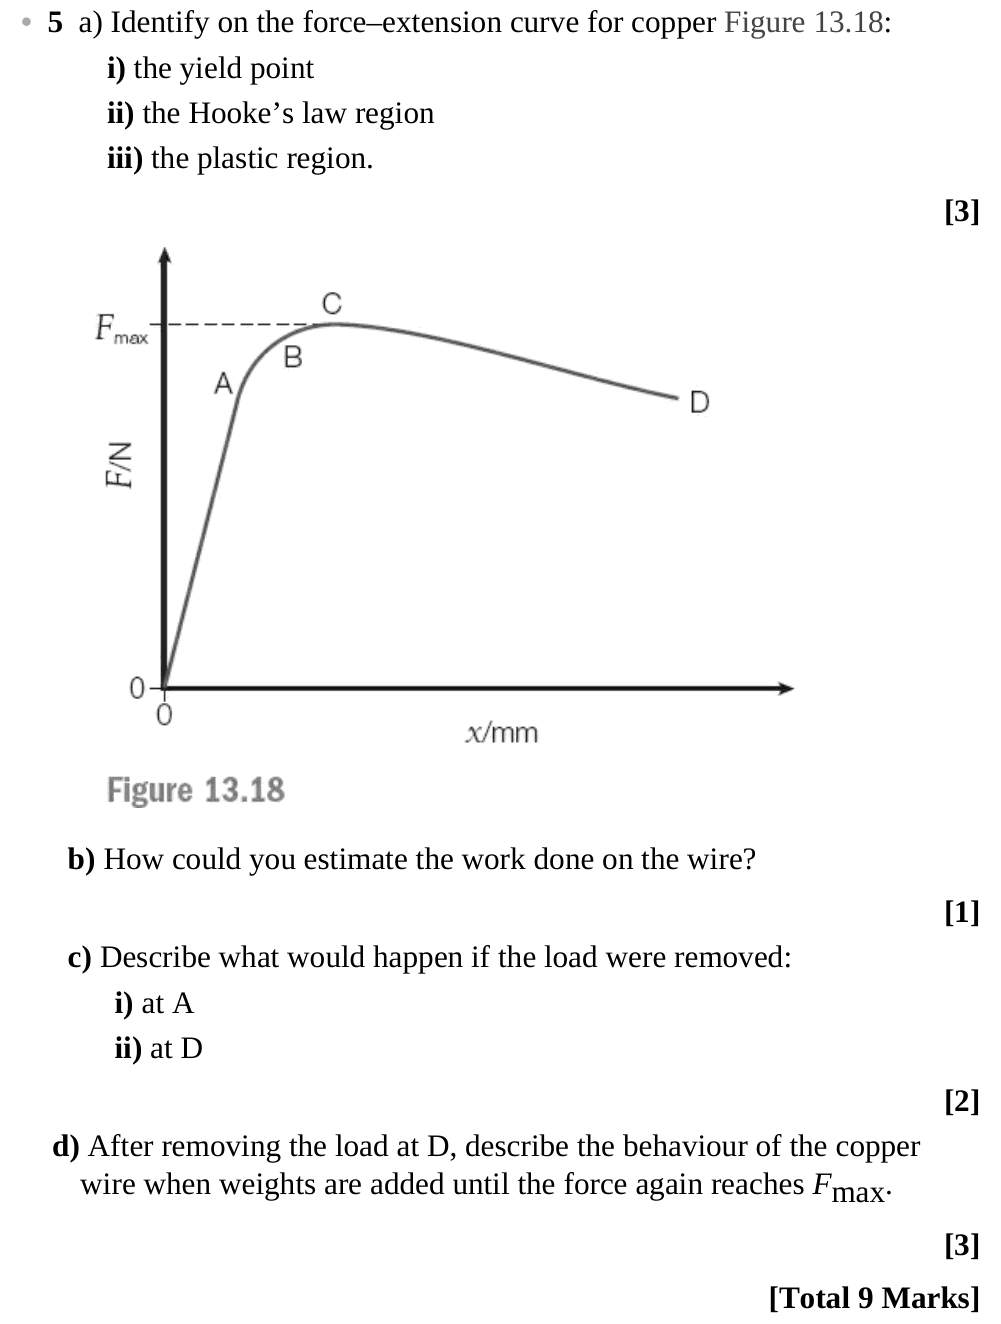 • 5 a) Identify on the force–extension curve for copper Figure 13.18:
i) the yield point
ii) the Hooke’s law region
iii) the plastic region.
[3]
C
Fmax
B
A
D
F/N
0
0
x/mm
Figure 13.18
b) How could you estimate the work done on the wire?
[1]
c) Describe what would happen if the load were removed:
i) at A
ii) at D
[2]
d) After removing the load at D, describe the behaviour of the copper
wire when weights are added until the force again reaches Fmax.
[3]
[Total 9 Marks]